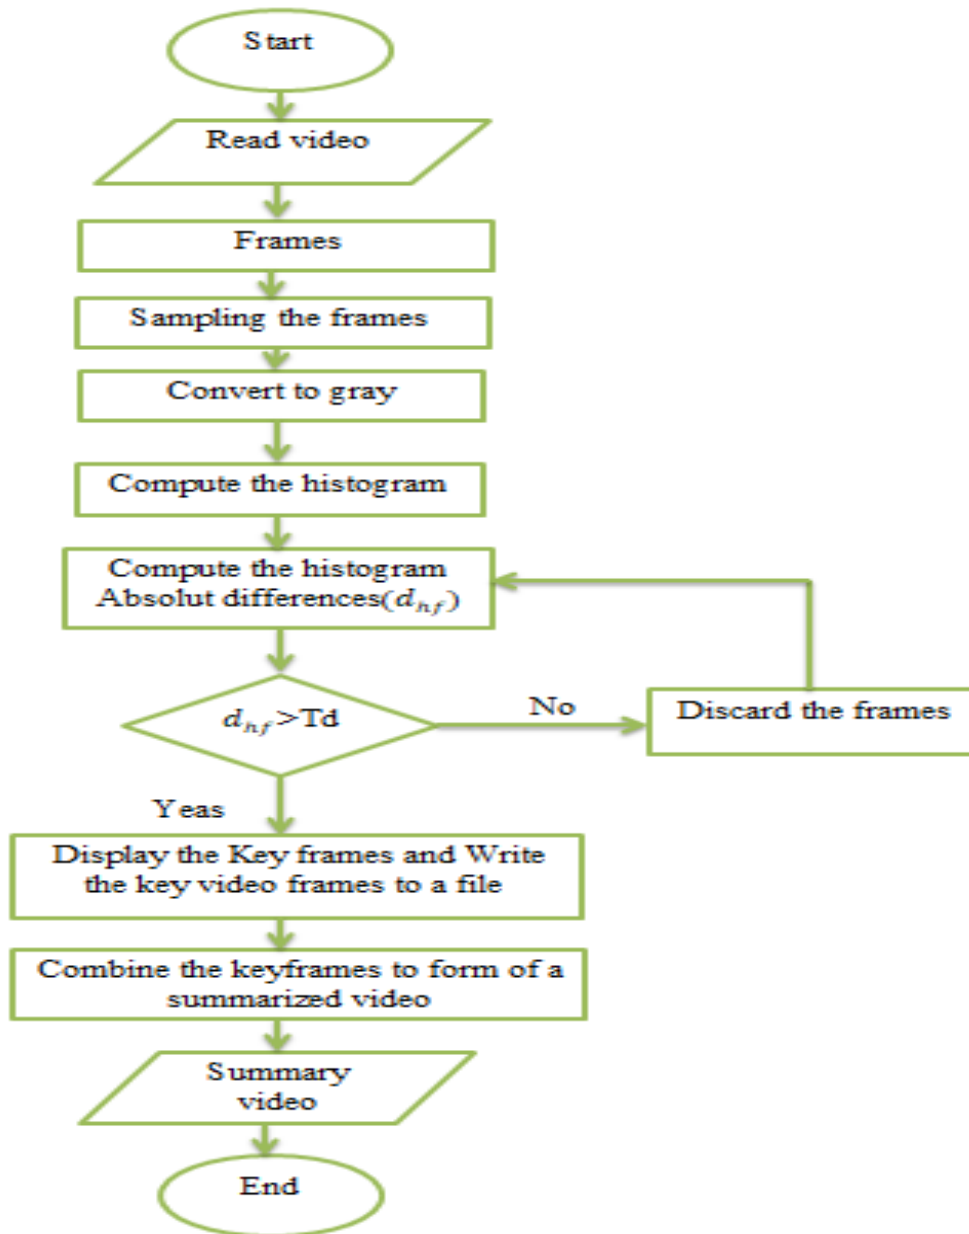 Start
Read video
Frames
Sampling the frames
Convert to gray
Compute the histogram
Compute the histogram
Absolut differences(d_hf)
d_hf>Td
No
Discard the frames
Yeas
Display the Key frames and Write
the key video frames to a file
Combine the keyframes to form of a
summarized video
Summary
video
End